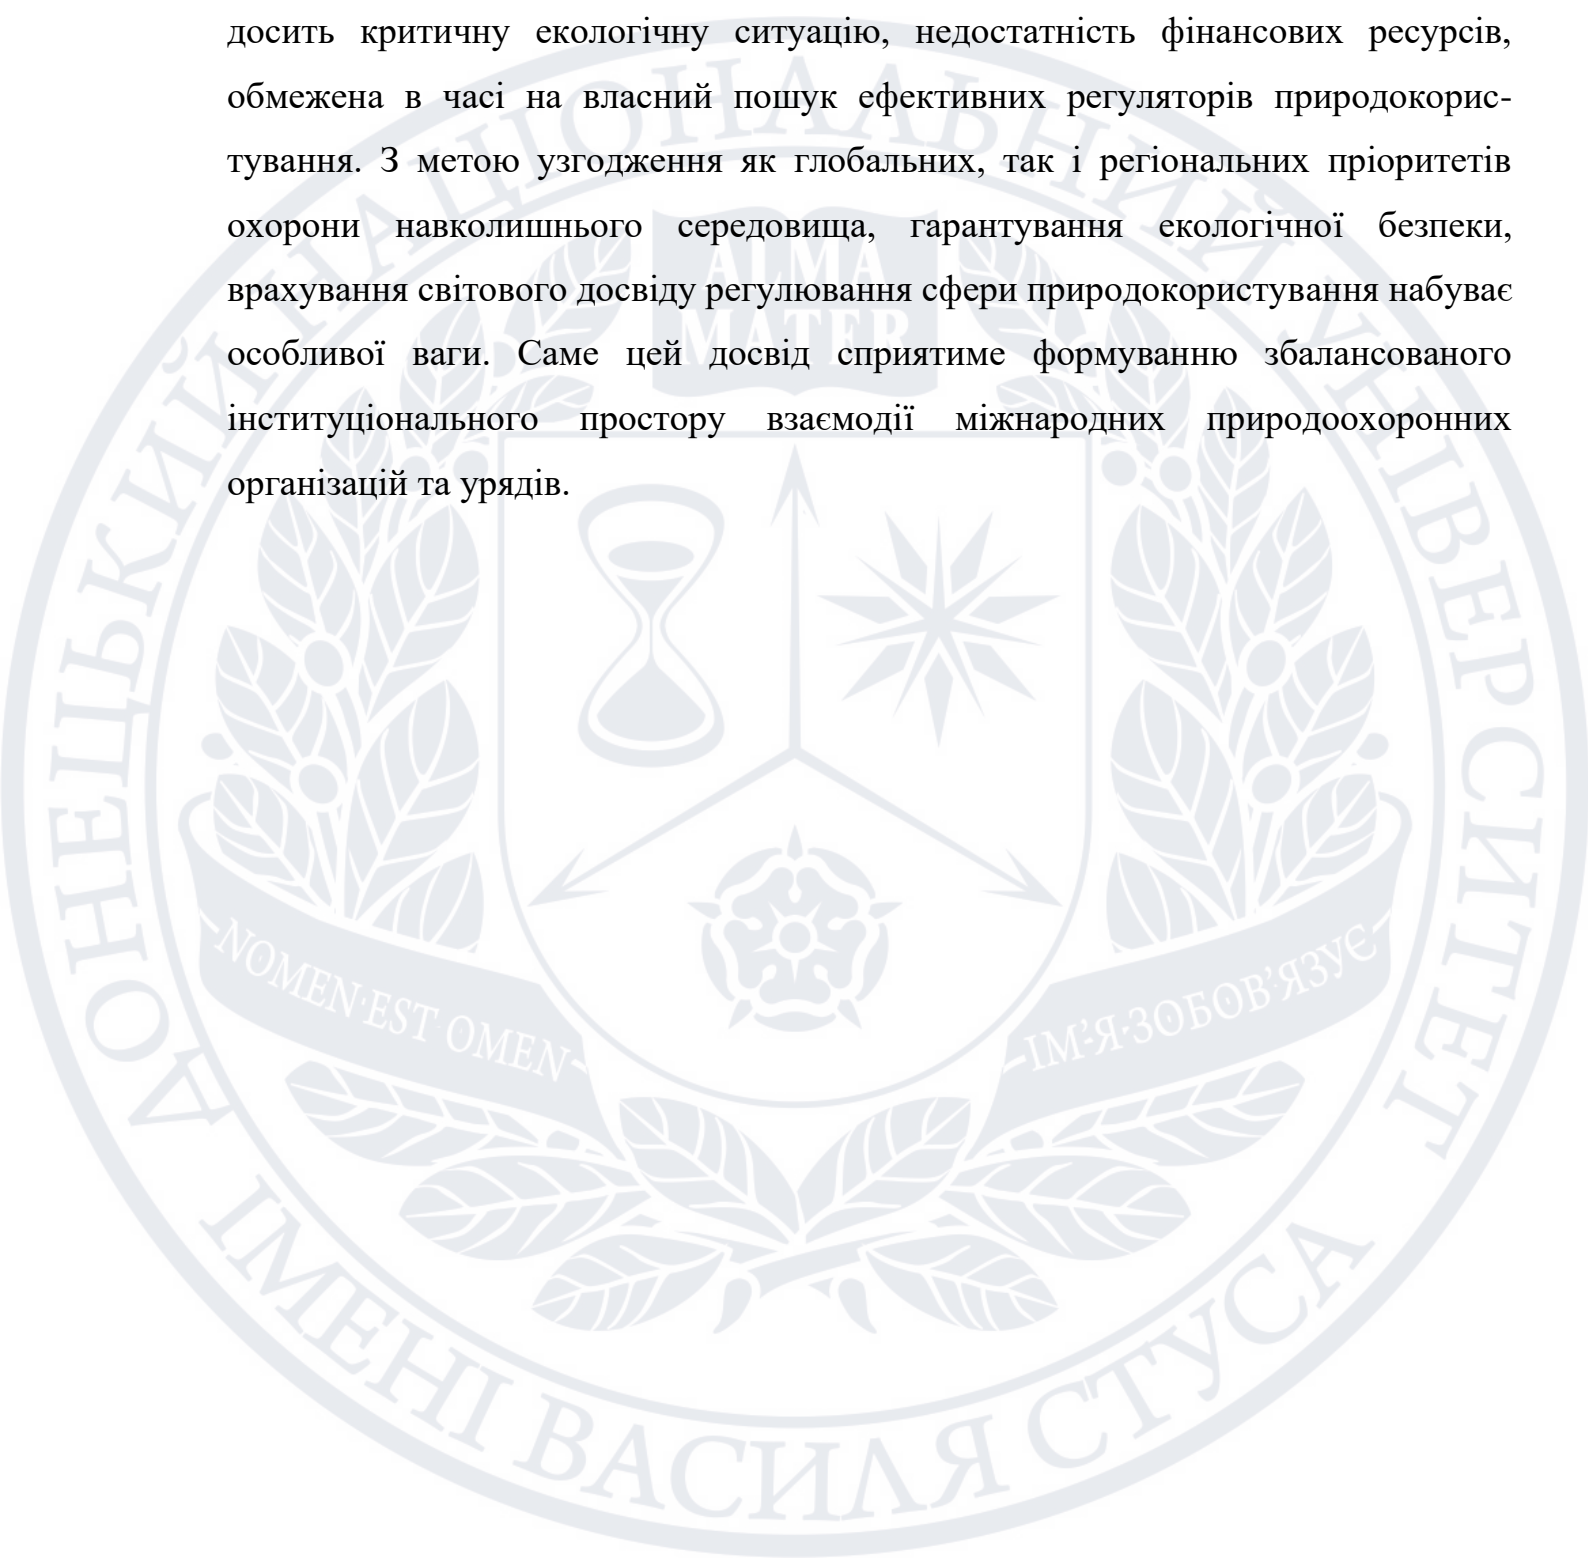 досить критичну екологічну ситуацію, недостатність фінансових ресурсів,
обмежена в часі на власний пошук ефективних регуляторів природокорис-
тування. З метою узгодження як глобальних, так і регіональних пріоритетів
охорони навколишнього середовища, гарантування екологічної безпеки,
врахування світового досвіду регулювання сфери природокористування набуває
особливої ваги. Саме цей досвід сприятиме формуванню збалансованого
інституціонального простору взаємодії міжнародних природоохоронних
організацій та урядів.
ДОНЕЦЬКИЙ НАЦІОНАЛЬНИЙ УНІВЕРСИТЕТ
ІМЕНІ ВАСИЛЯ СТУСА
ALMA
MATER
NOMEN·EST·OMEN
ІМ'Я·ЗОБОВ'ЯЗУЄ